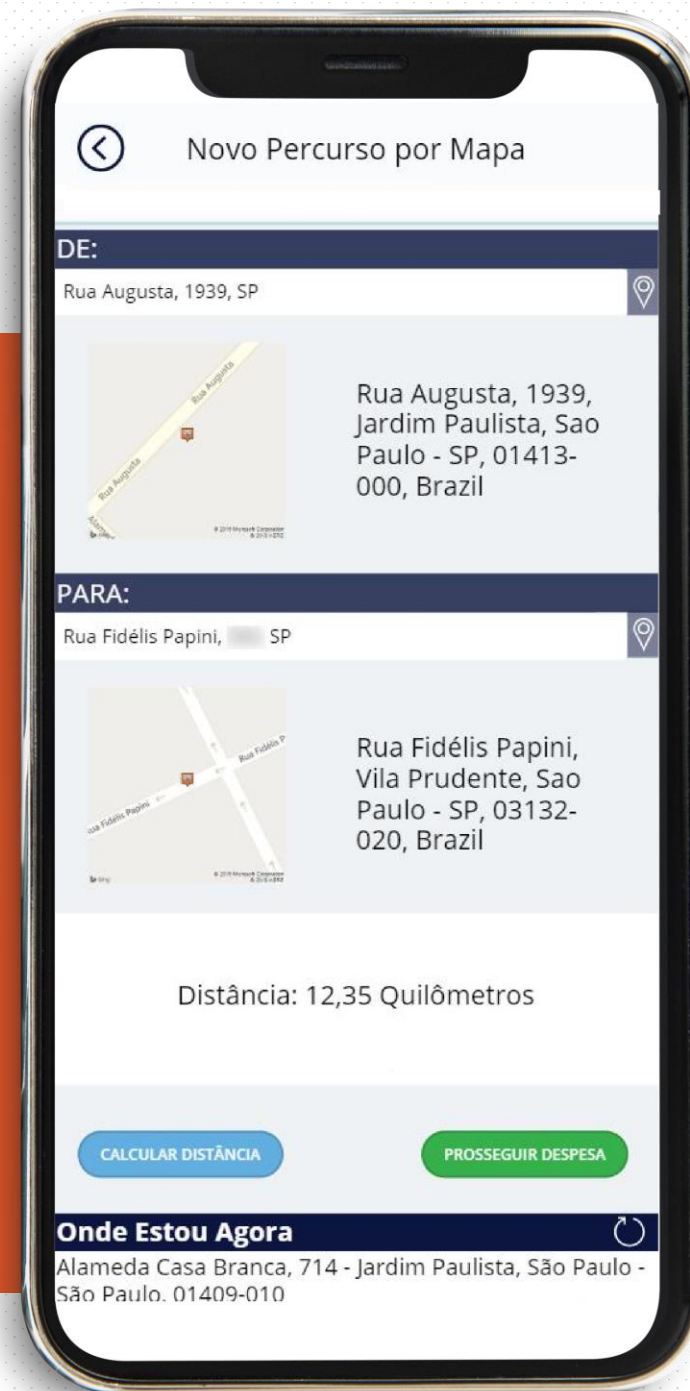 Novo Percurso por Mapa
DE:
Rua Augusta, 1939, SP
Rua Augusta
Rua Augusta
Rua Augusta, 1939,
Jardim Paulista, Sao
Paulo - SP, 01413-
000, Brazil
PARA:
Rua Fidélis Papini, SP
Rua Fidélis P
ua Fidélis Papini
Rua Fidélis Papini,
Vila Prudente, Sao
Paulo - SP, 03132-
020, Brazil
Distância: 12,35 Quilômetros
CALCULAR DISTÂNCIA
PROSSEGUIR DESPESA
Onde Estou Agora
Alameda Casa Branca, 714 - Jardim Paulista, São Paulo -
São Paulo, 01409-010